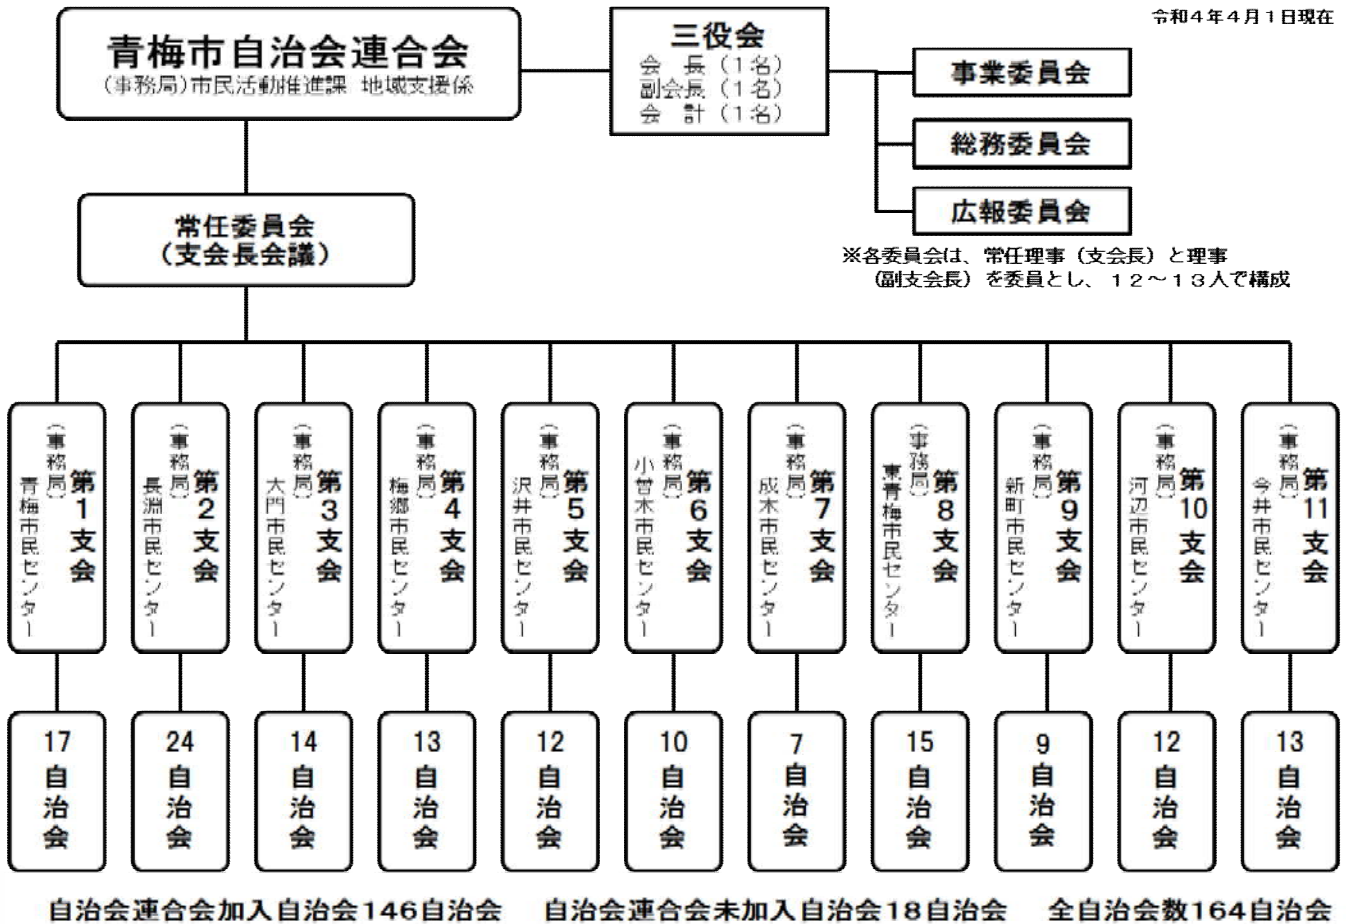 令和４年４月１日現在
青梅市自治会連合会
（事務局）市民活動推進課 地域支援係
三役会
会　長（１名）
副会長（１名）
会　計（１名）
事業委員会
総務委員会
広報委員会
※各委員会は、常任理事（支会長）と理事
（副支会長）を委員とし、１２～１３人で構成
常任委員会
（支会長会議）
第1支会
（事務局）
青梅市民センター
第2支会
（事務局）
長淵市民センター
第3支会
（事務局）
大門市民センター
第4支会
（事務局）
梅郷市民センター
第5支会
（事務局）
沢井市民センター
第6支会
（事務局）
小曾木市民センター
第7支会
（事務局）
成木市民センター
第8支会
（事務局）
東青梅市民センター
第9支会
（事務局）
新町市民センター
第10支会
（事務局）
河辺市民センター
第11支会
（事務局）
今井市民センター
17自治会
24自治会
14自治会
13自治会
12自治会
10自治会
7自治会
15自治会
9自治会
12自治会
13自治会
自治会連合会加入自治会146自治会　自治会連合会未加入自治会18自治会　全自治会数164自治会